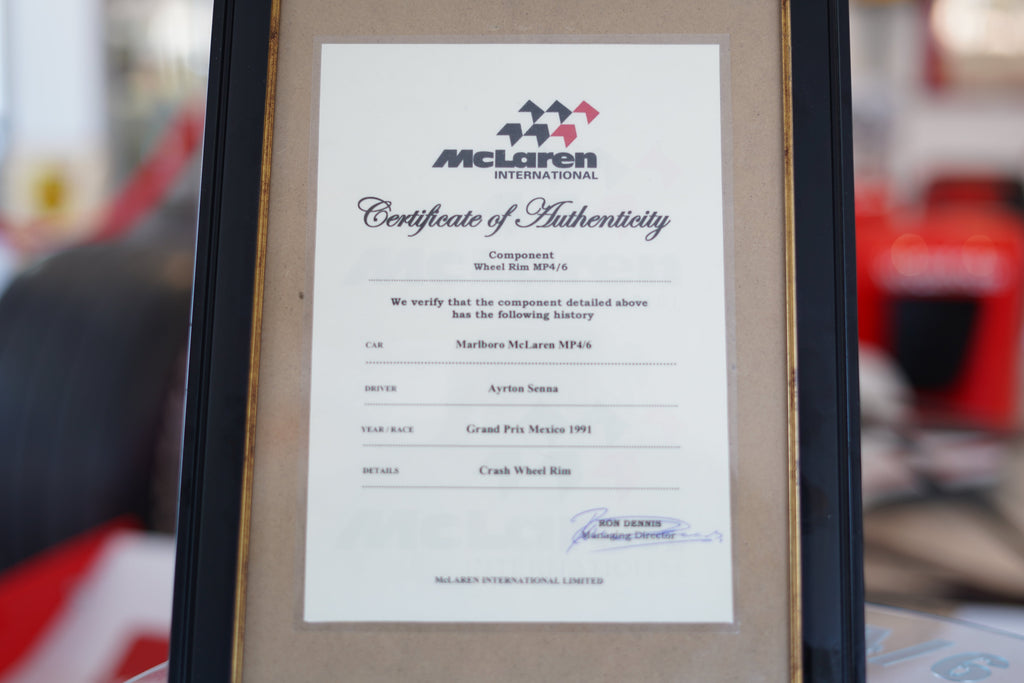 McLaren
INTERNATIONAL
Certificate of Authenticity
Component
Wheel Rim MP4/6
We verify that the component detailed above
has the following history
CAR Marlboro McLaren MP4/6
DRIVER Ayrton Senna
YEAR / RACE Grand Prix Mexico 1991
DETAILS Crash Wheel Rim
RON DENNIS
Managing Director
McLAREN INTERNATIONAL LIMITED